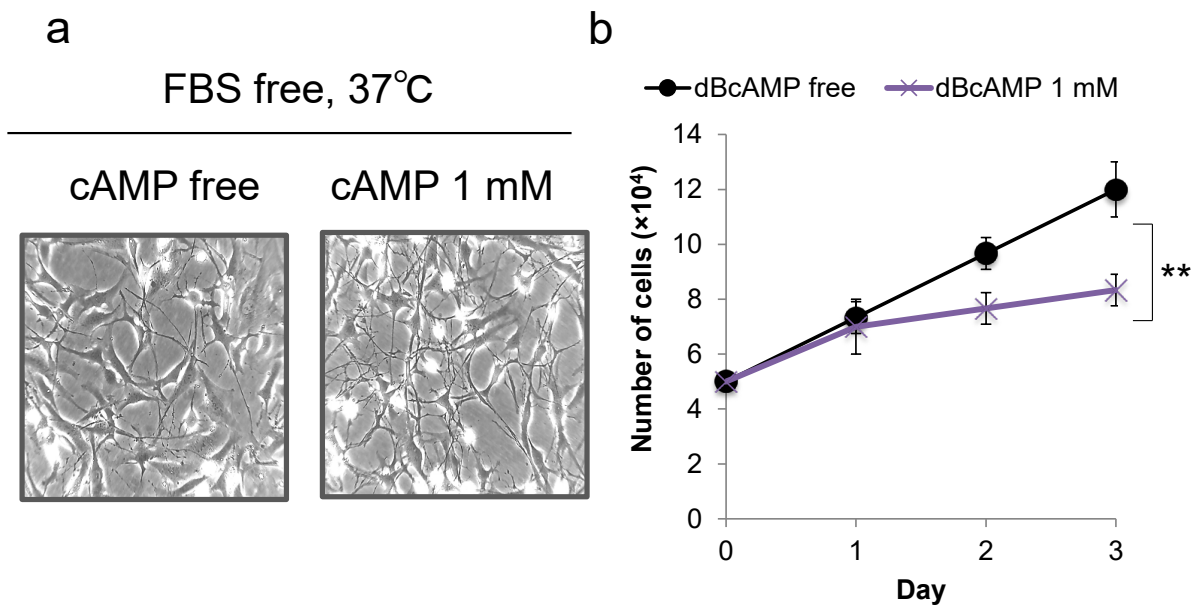 a
FBS free, 37℃
cAMP free
cAMP 1 mM
b
dBcAMP free
dBcAMP 1 mM
Number of cells (×10⁴)
14
12
10
8
6
4
2
0
0 1 2 3
Day
**